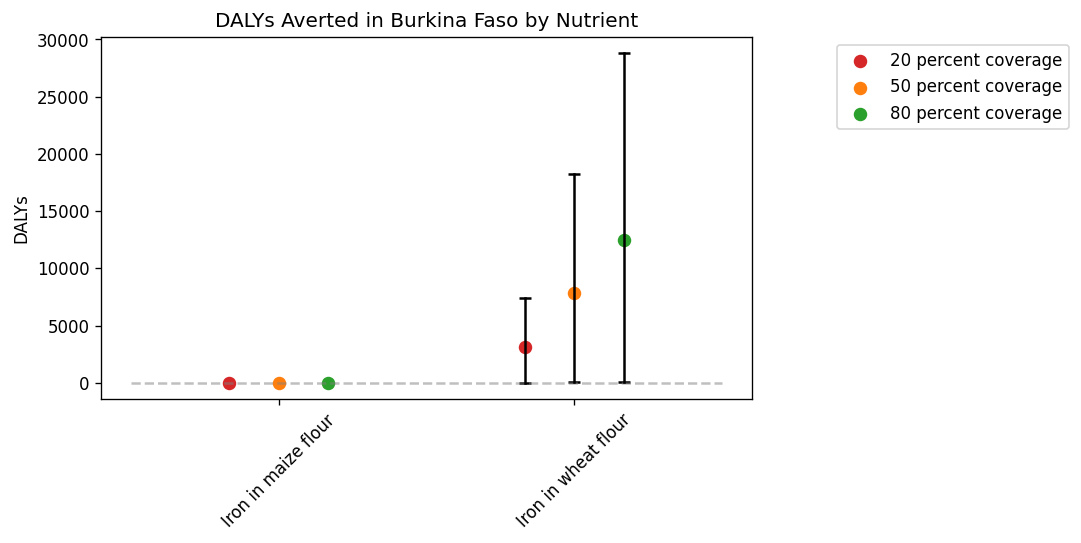 DALYs Averted in Burkina Faso by Nutrient
DALYs
30000
25000
20000
15000
10000
5000
0
Iron in maize flour
Iron in wheat flour
20 percent coverage
50 percent coverage
80 percent coverage